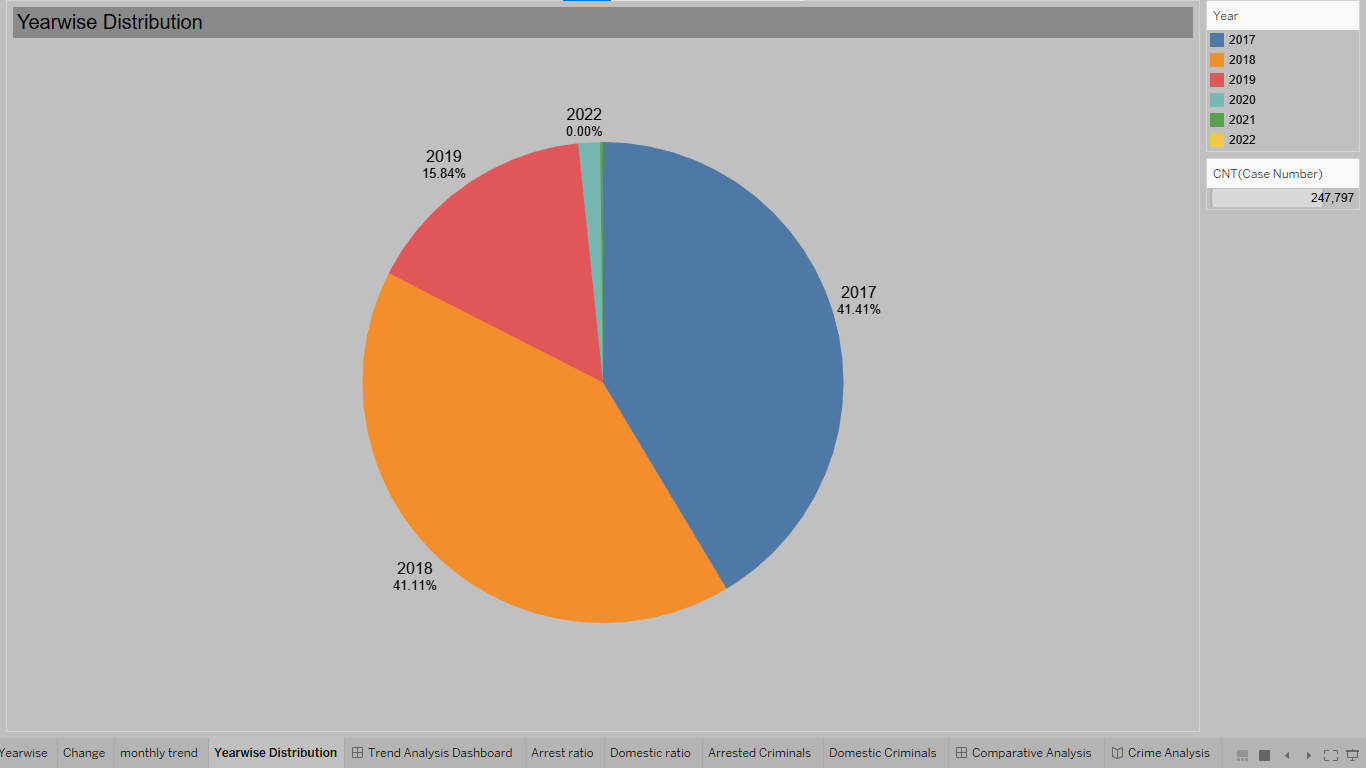 Yearwise Distribution
2022
0.00%
2019
15.84%
2017
41.41%
2018
41.11%
Year
2017
2018
2019
2020
2021
2022
CNT(Case Number)
247,797
Yearwise
Change
monthly trend
Yearwise Distribution
Trend Analysis Dashboard
Arrest ratio
Domestic ratio
Arrested Criminals
Domestic Criminals
Comparative Analysis
Crime Analysis